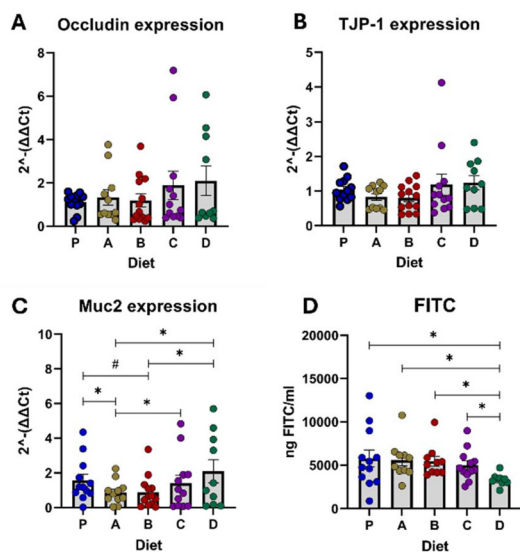 A Occludin expression
2^-(ΔΔCt)
8
6
4
2
0
P A B C D
Diet
B TJP-1 expression
2^-(ΔΔCt)
5
4
3
2
1
0
P A B C D
Diet
C Muc2 expression
2^-(ΔΔCt)
10
8
6
4
2
0
* # * * *
P A B C D
Diet
D FITC
ng FITC/ml
20000
15000
10000
5000
0
* * * *
P A B C D
Diet